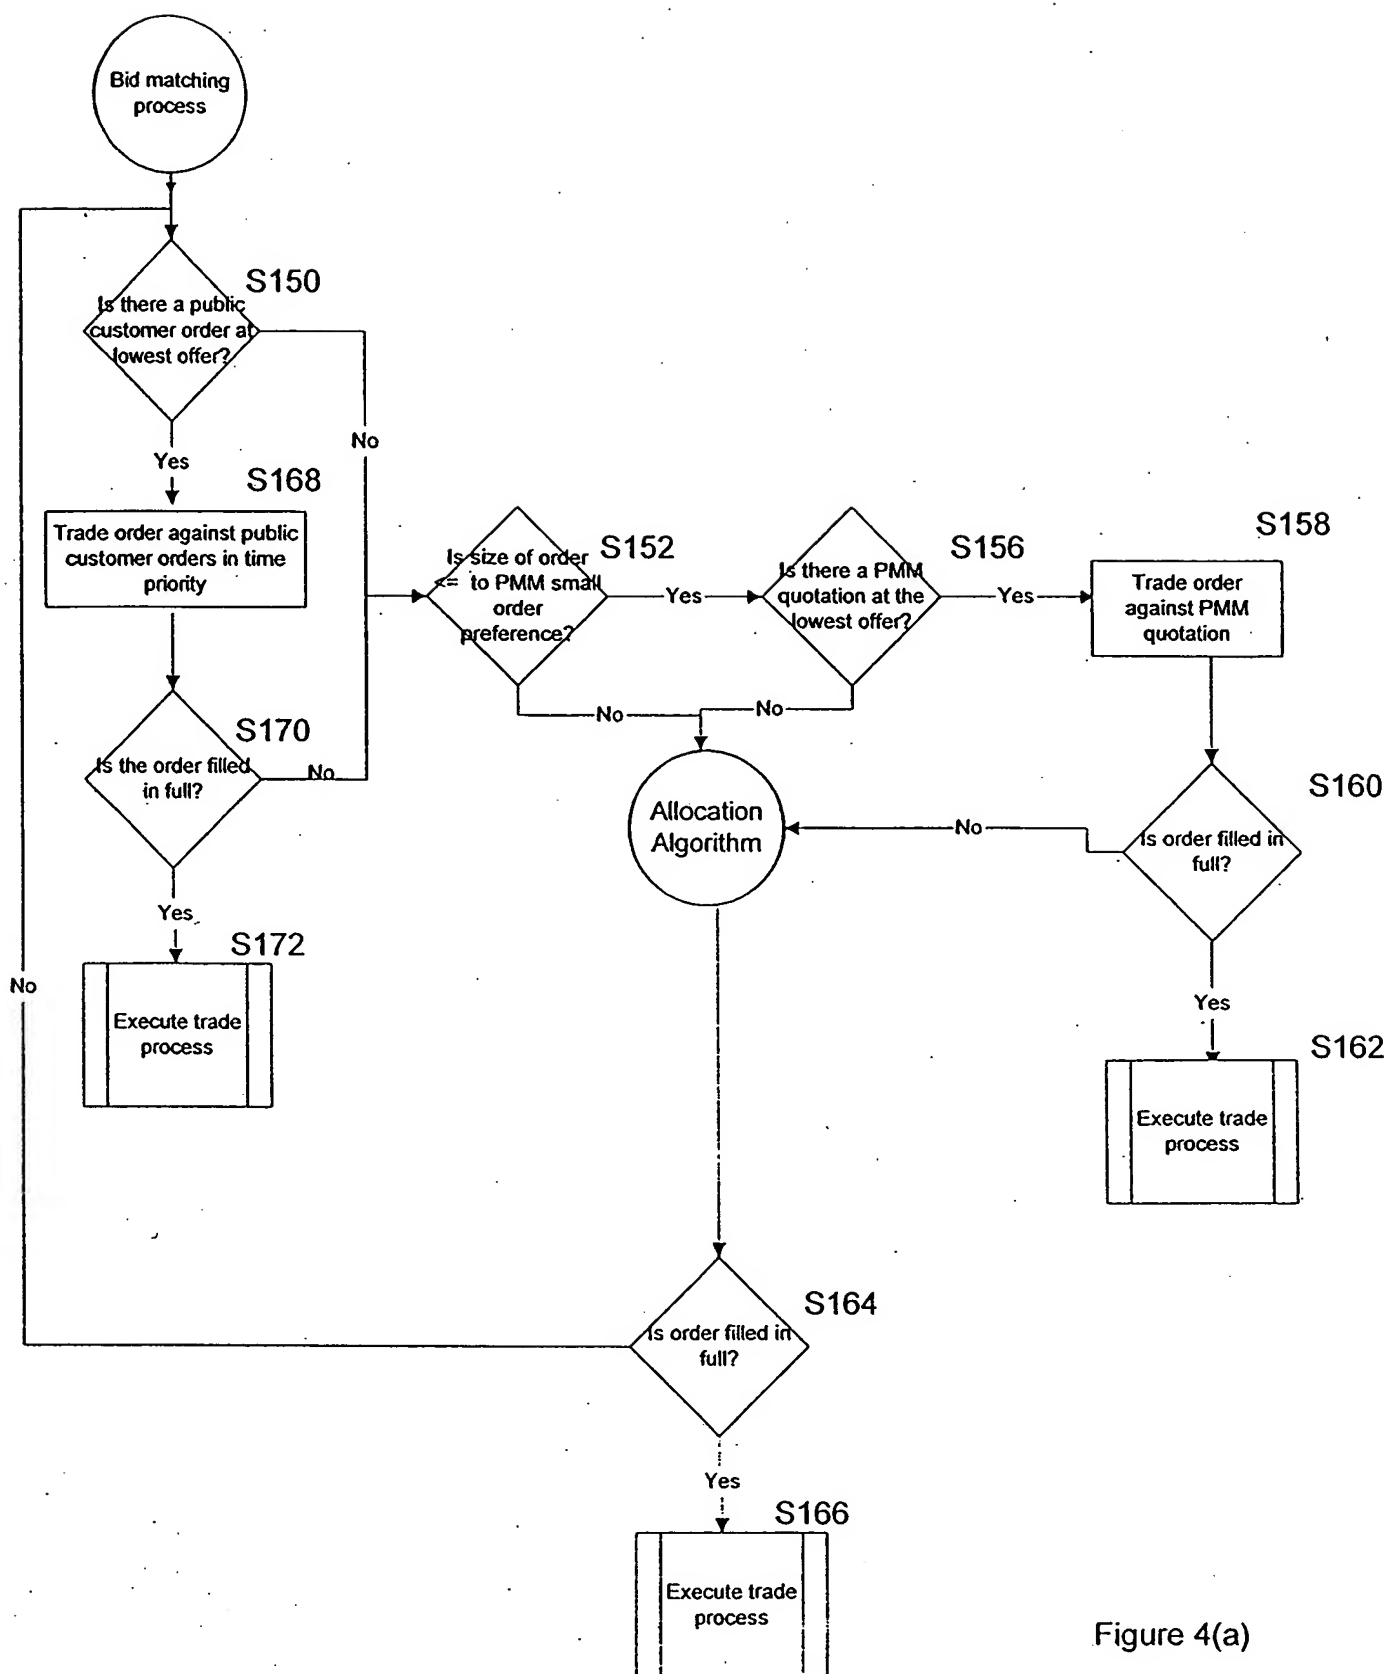 Bid matching
process
S150
Is there a public
customer order at
lowest offer?
No
Yes
S168
Trade order against public
customer orders in time
priority
S170
Is the order filled
in full?
No
Yes
S172
Execute trade
process
No
S152
Is size of order
<= to PMM small
order
preference?
Yes
No
S156
Is there a PMM
quotation at the
lowest offer?
Yes
No
S158
Trade order
against PMM
quotation
S160
Is order filled in
full?
No
Yes
S162
Execute trade
process
Allocation
Algorithm
S164
Is order filled in
full?
Yes
S166
Execute trade
process
Figure 4(a)